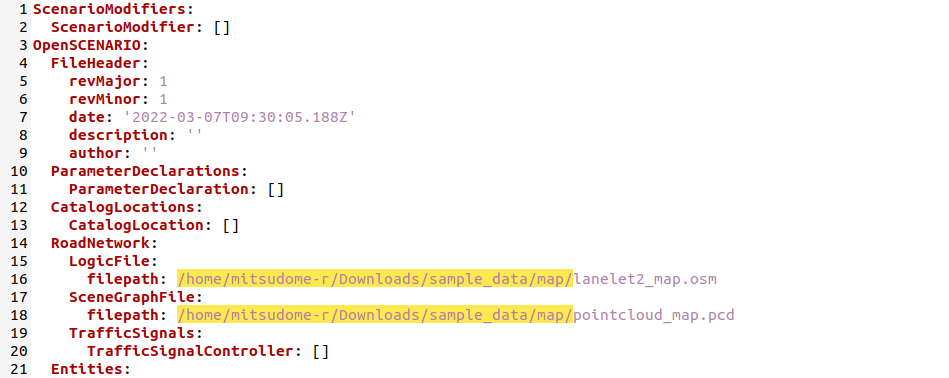 1 ScenarioModifiers:
2   ScenarioModifier: []
3 OpenSCENARIO:
4   FileHeader:
5     revMajor: 1
6     revMinor: 1
7     date: '2022-03-07T09:30:05.188Z'
8     description: ''
9     author: ''
10   ParameterDeclarations:
11     ParameterDeclaration: []
12   CatalogLocations:
13     CatalogLocation: []
14   RoadNetwork:
15     LogicFile:
16       filepath: /home/mitsudome-r/Downloads/sample_data/map/lanelet2_map.osm
17     SceneGraphFile:
18       filepath: /home/mitsudome-r/Downloads/sample_data/map/pointcloud_map.pcd
19     TrafficSignals:
20       TrafficSignalController: []
21   Entities: